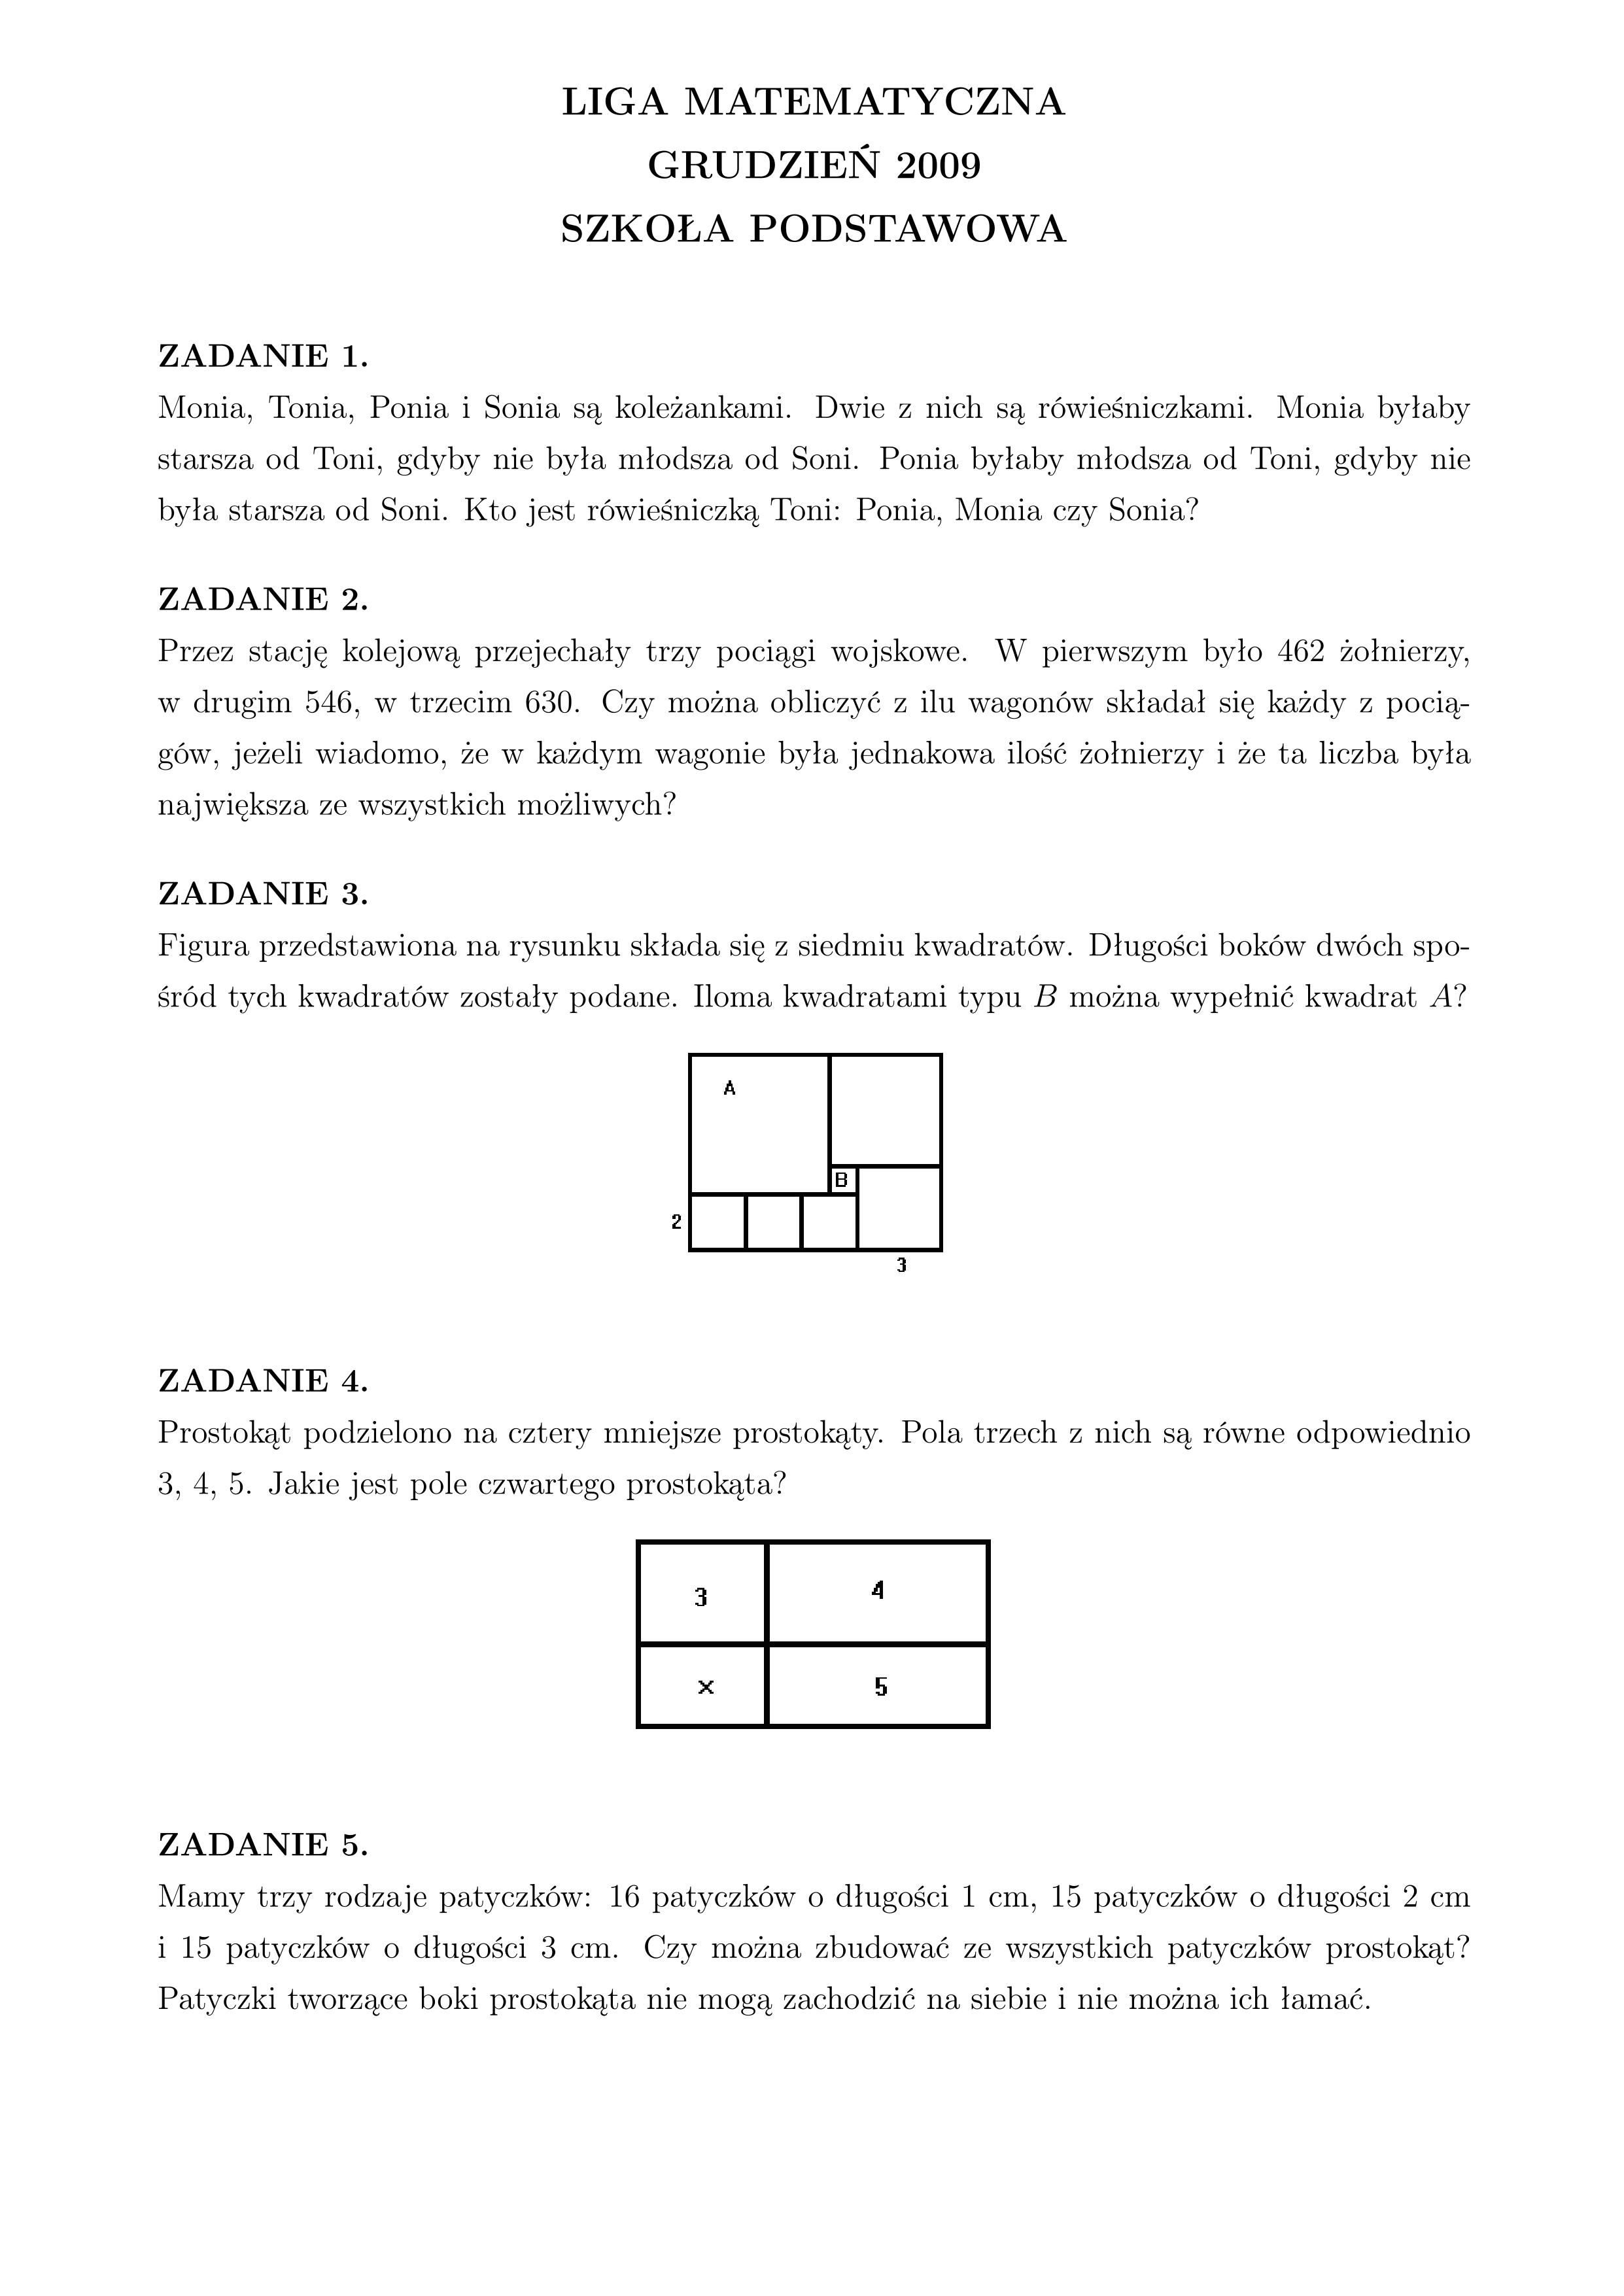 LIGA MATEMATYCZNA
GRUDZIEŃ 2009
SZKOŁA PODSTAWOWA
ZADANIE 1.
Monia, Tonia, Ponia i Sonia są koleżankami. Dwie z nich są rówieśniczkami. Monia byłaby
starsza od Toni, gdyby nie była młodsza od Soni. Ponia byłaby młodsza od Toni, gdyby nie
była starsza od Soni. Kto jest rówieśniczką Toni: Ponia, Monia czy Sonia?
ZADANIE 2.
Przez stację kolejową przejechały trzy pociągi wojskowe. W pierwszym było 462 żołnierzy,
w drugim 546, w trzecim 630. Czy można obliczyć z ilu wagonów składał się każdy z pocią-
gów, jeżeli wiadomo, że w każdym wagonie była jednakowa ilość żołnierzy i że ta liczba była
największa ze wszystkich możliwych?
ZADANIE 3.
Figura przedstawiona na rysunku składa się z siedmiu kwadratów. Długości boków dwóch spo-
śród tych kwadratów zostały podane. Iloma kwadratami typu B można wypełnić kwadrat A?
A
B
2
3
ZADANIE 4.
Prostokąt podzielono na cztery mniejsze prostokąty. Pola trzech z nich są równe odpowiednio
3, 4, 5. Jakie jest pole czwartego prostokąta?
3 4
x 5
ZADANIE 5.
Mamy trzy rodzaje patyczków: 16 patyczków o długości 1 cm, 15 patyczków o długości 2 cm
i 15 patyczków o długości 3 cm. Czy można zbudować ze wszystkich patyczków prostokąt?
Patyczki tworzące boki prostokąta nie mogą zachodzić na siebie i nie można ich łamać.